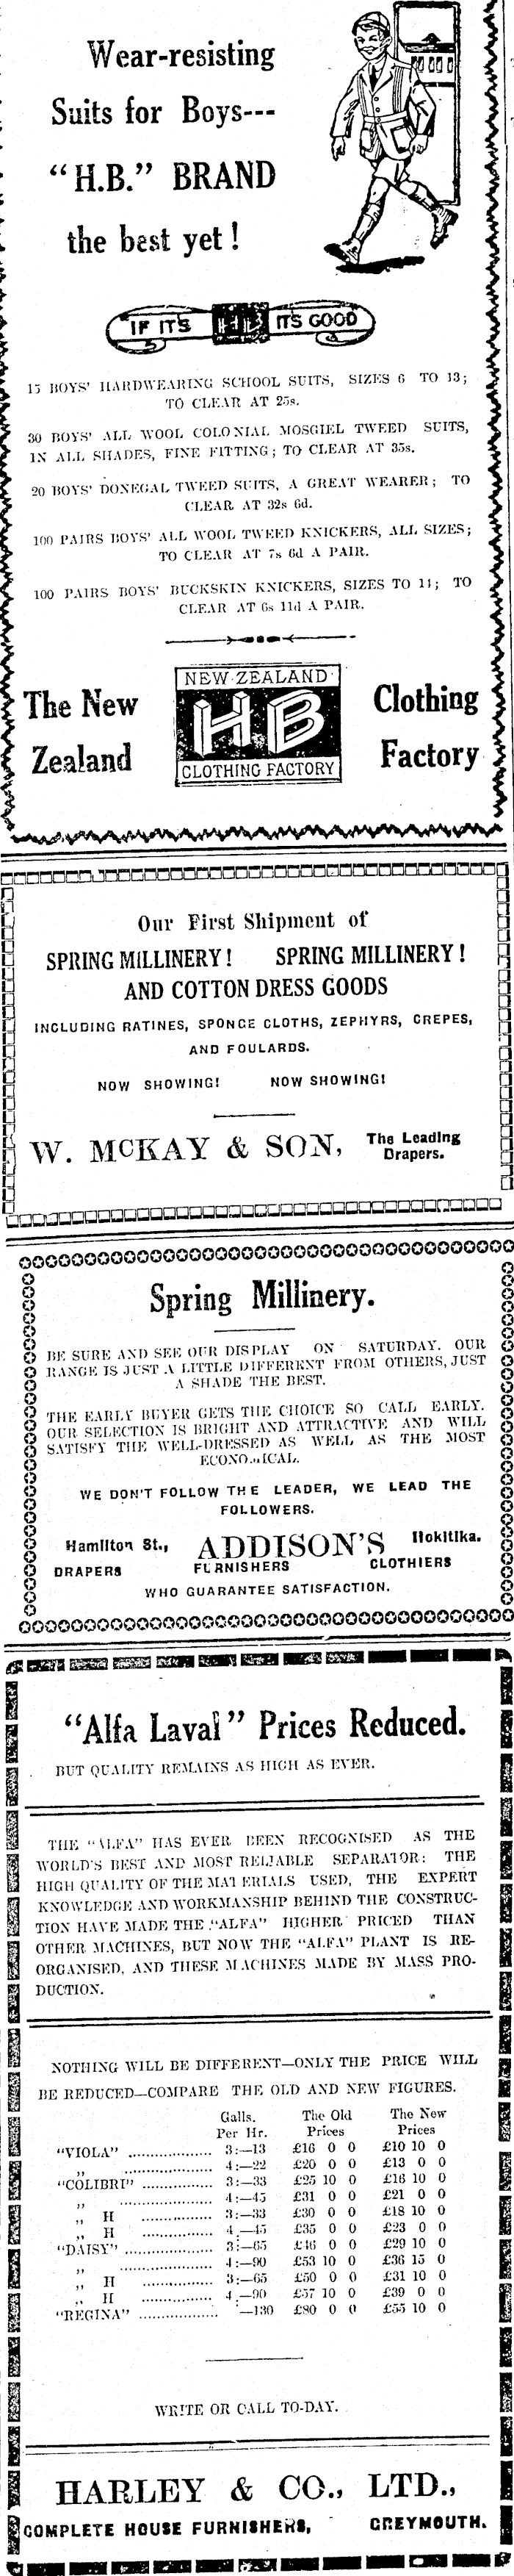 Wear-resisting
Suits for Boys---
"H.B." BRAND
the best yet!
IF IT'S HB IT'S GOOD
15 BOYS' HARDWEARING SCHOOL SUITS, SIZES 6 TO 13;
TO CLEAR AT 25s.
30 BOYS' ALL WOOL COLONIAL MOSGIEL TWEED SUITS,
IN ALL SHADES, FINE FITTING; TO CLEAR AT 35s.
20 BOYS' DONEGAL TWEED SUITS, A GREAT WEARER; TO
CLEAR AT 32s 6d.
100 PAIRS BOYS' ALL WOOL TWEED KNICKERS, ALL SIZES;
TO CLEAR AT 7s 6d A PAIR.
100 PAIRS BOYS' BUCKSKIN KNICKERS, SIZES TO 11; TO
CLEAR AT 6s 11d A PAIR.
The New
Zealand
NEW ZEALAND
HB
CLOTHING FACTORY
Clothing
Factory
Our First Shipment of
SPRING MILLINERY! SPRING MILLINERY!
AND COTTON DRESS GOODS
INCLUDING RATINES, SPONGE CLOTHS, ZEPHYRS, CREPES,
AND FOULARDS.
NOW SHOWING! NOW SHOWING!
W. McKAY & SON, The Leading
Drapers.
Spring Millinery.
BE SURE AND SEE OUR DISPLAY ON SATURDAY. OUR
RANGE IS JUST A LITTLE DIFFERENT FROM OTHERS, JUST
A SHADE THE BEST.
THE EARLY BUYER GETS THE CHOICE SO CALL EARLY.
OUR SELECTION IS BRIGHT AND ATTRACTIVE AND WILL
SATISFY THE WELL-DRESSED AS WELL AS THE MOST
ECONOMICAL.
WE DON'T FOLLOW THE LEADER, WE LEAD THE
FOLLOWERS.
Hamilton St., ADDISON'S Hokitika.
DRAPERS FURNISHERS CLOTHIERS
WHO GUARANTEE SATISFACTION.
"Alfa Laval" Prices Reduced.
BUT QUALITY REMAINS AS HIGH AS EVER.
THE "ALFA" HAS EVER BEEN RECOGNISED AS THE
WORLD'S BEST AND MOST RELIABLE SEPARATOR: THE
HIGH QUALITY OF THE MATERIALS USED, THE EXPERT
KNOWLEDGE AND WORKMANSHIP BEHIND THE CONSTRUC-
TION HAVE MADE THE "ALFA" HIGHER PRICED THAN
OTHER MACHINES, BUT NOW THE "ALFA" PLANT IS RE-
ORGANISED, AND THESE MACHINES MADE BY MASS PRO-
DUCTION.
NOTHING WILL BE DIFFERENT—ONLY THE PRICE WILL
BE REDUCED—COMPARE THE OLD AND NEW FIGURES.
Galls. The Old The New
Per Hr. Prices Prices
"VIOLA" ................... 3:—13 £16 0 0 £10 10 0
,, .................... 4:—22 £20 0 0 £13 0 0
"COLIBRI" ................ 3:—33 £25 10 0 £16 10 0
,, .................... 4:—45 £31 0 0 £21 0 0
,, H ................ 3:—33 £30 0 0 £18 10 0
,, H ................ 4—45 £35 0 0 £23 0 0
"DAISY" .................... 3:—65 £46 0 0 £29 10 0
,, .................... 4:—90 £53 10 0 £36 15 0
,, H ................ 3:—65 £50 0 0 £31 10 0
,, H ................ 4—90 £57 10 0 £39 0 0
"REGINA" .................. —130 £80 0 0 £55 10 0
WRITE OR CALL TO-DAY.
HARLEY & CO., LTD.,
COMPLETE HOUSE FURNISHERS, GREYMOUTH.